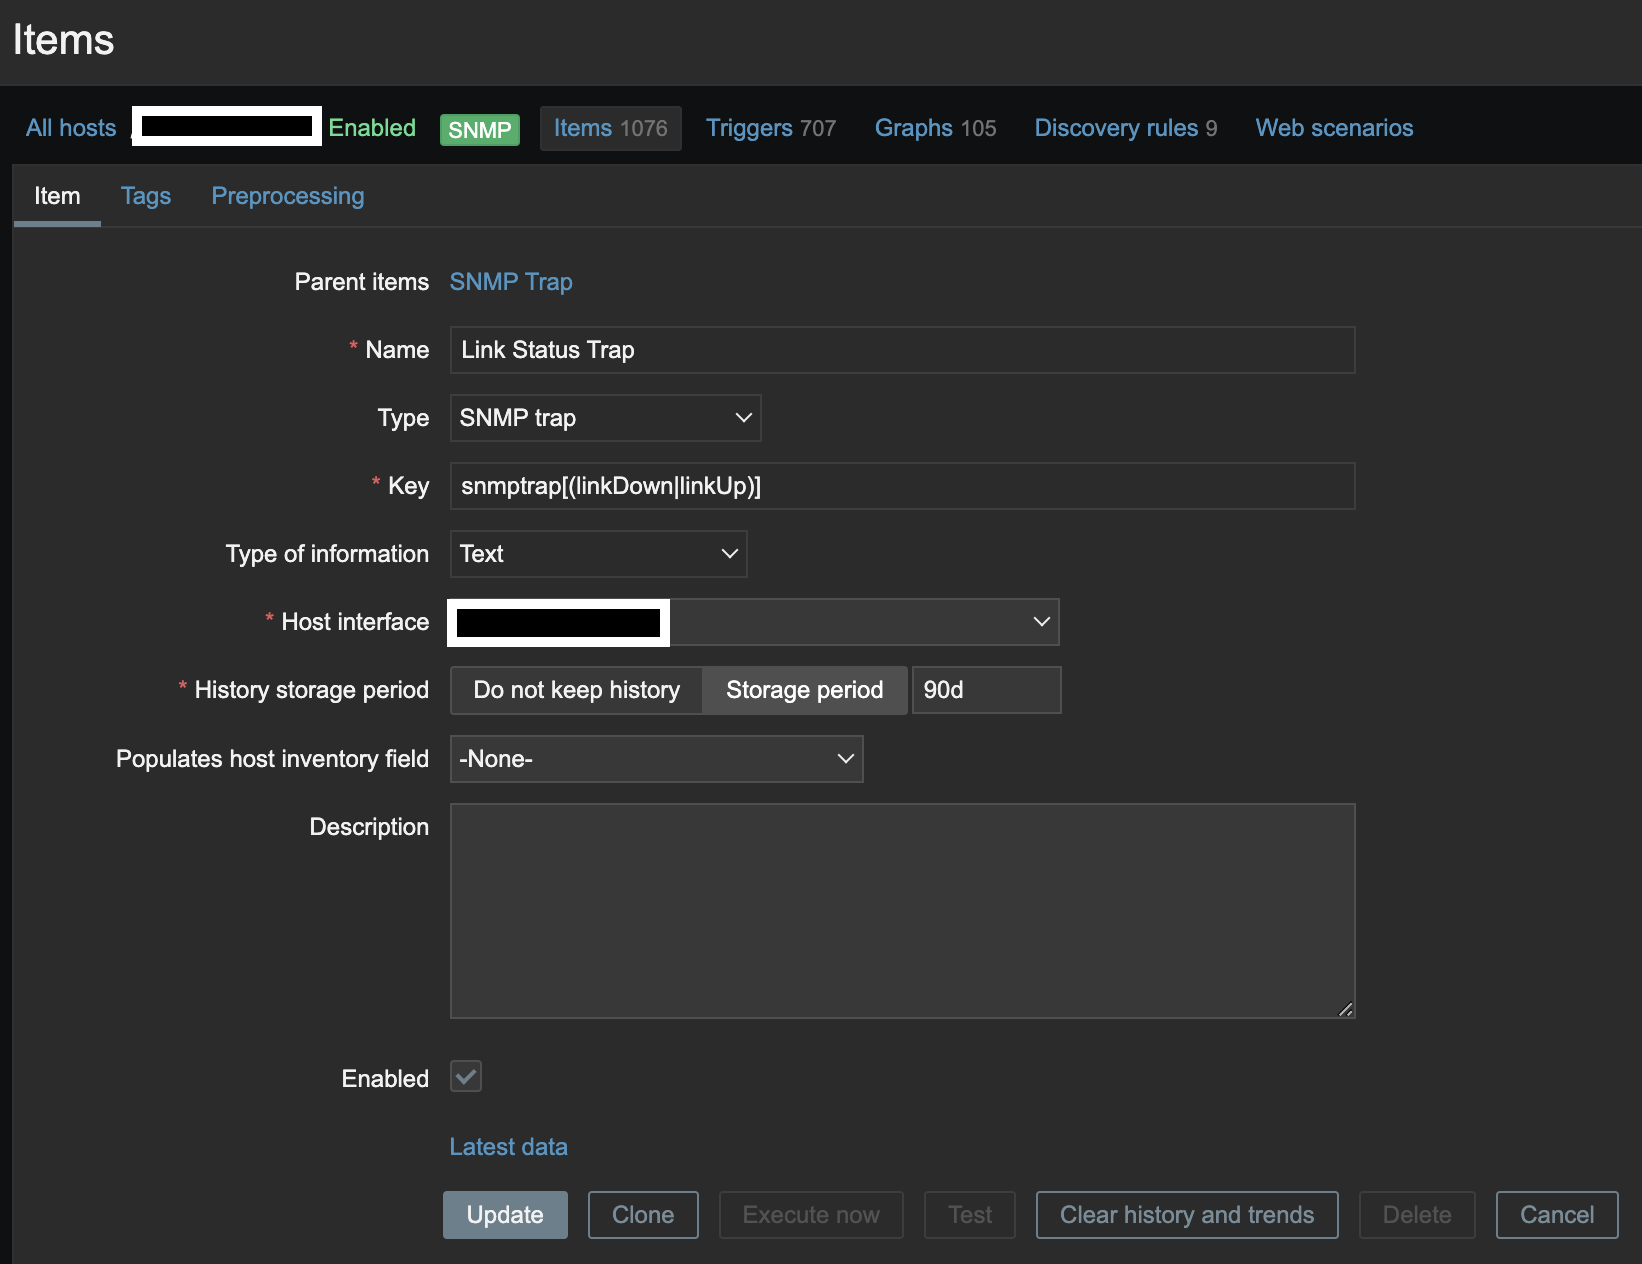 Items
All hosts / Enabled SNMP Items 1076 Triggers 707 Graphs 105 Discovery rules 9 Web scenarios
Item Tags Preprocessing
Parent items SNMP Trap
* Name Link Status Trap
Type SNMP trap
* Key snmptrap[(linkDown|linkUp)]
Type of information Text
* Host interface
* History storage period Do not keep history Storage period 90d
Populates host inventory field -None-
Description
Enabled
Latest data
Update Clone Execute now Test Clear history and trends Delete Cancel